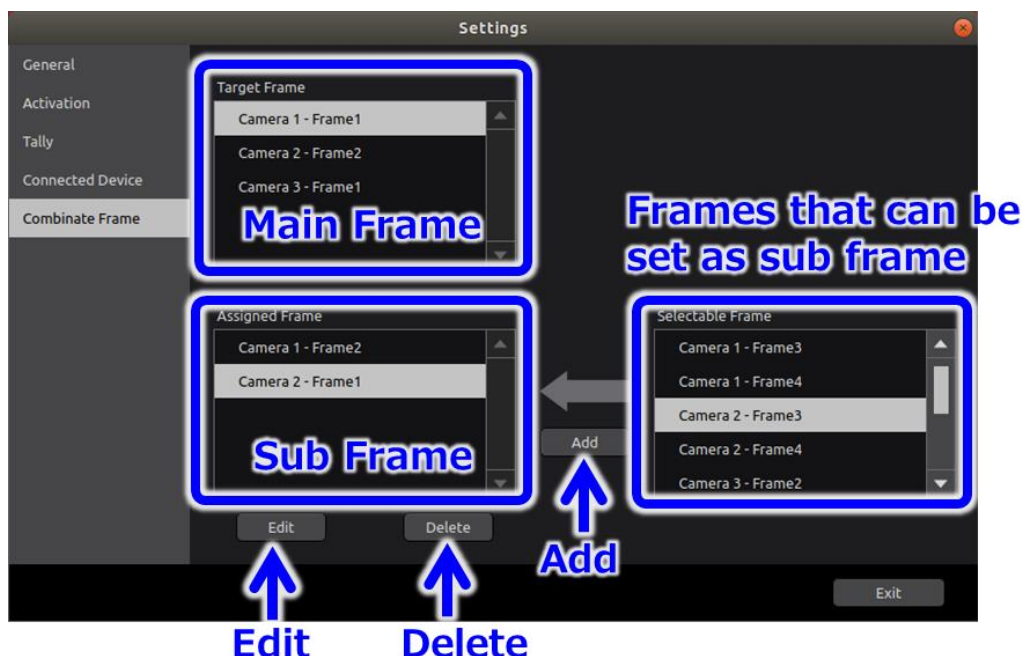 Settings
General
Activation
Tally
Connected Device
Combinate Frame
Target Frame
Camera 1 - Frame1
Camera 2 - Frame2
Camera 3 - Frame1
Main Frame
Frames that can be
set as sub frame
Assigned Frame
Camera 1 - Frame2
Camera 2 - Frame1
Sub Frame
Selectable Frame
Camera 1 - Frame3
Camera 1 - Frame4
Camera 2 - Frame3
Camera 2 - Frame4
Camera 3 - Frame2
Add
Add
Edit
Delete
Exit
Edit
Delete